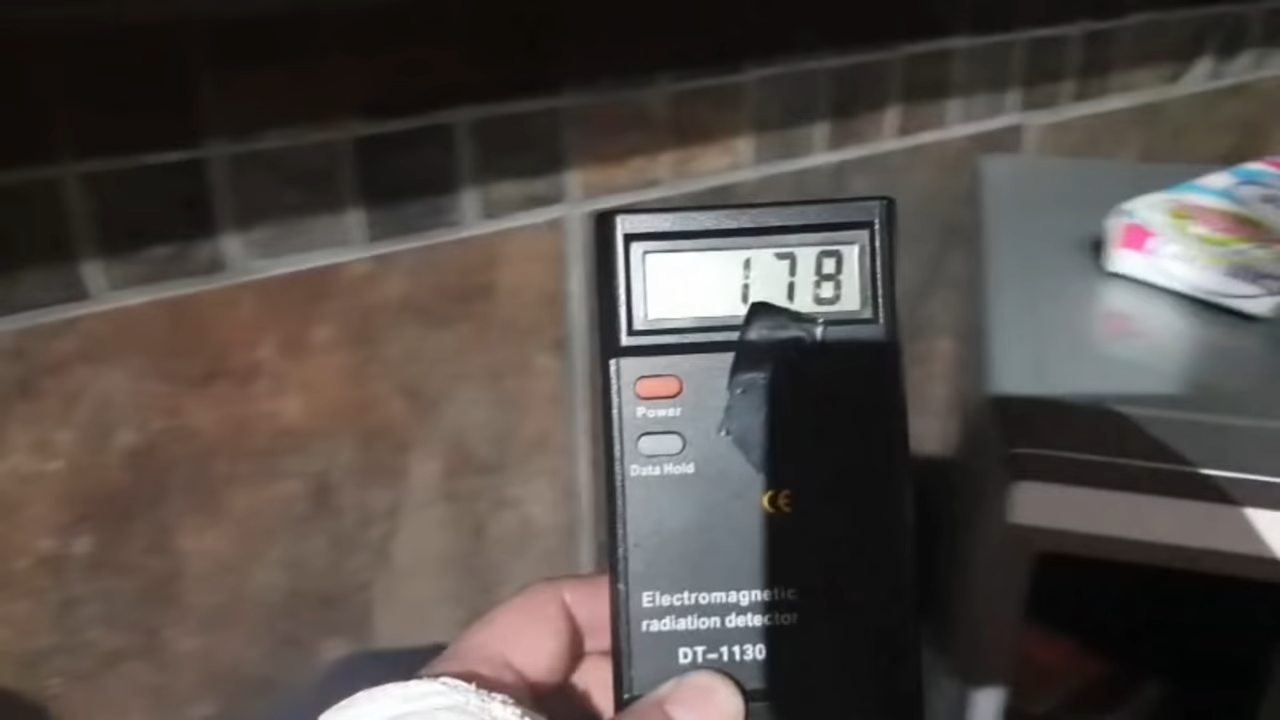 178
Power
Data Hold
CE
Electromagnetic
radiation detector
DT-1130